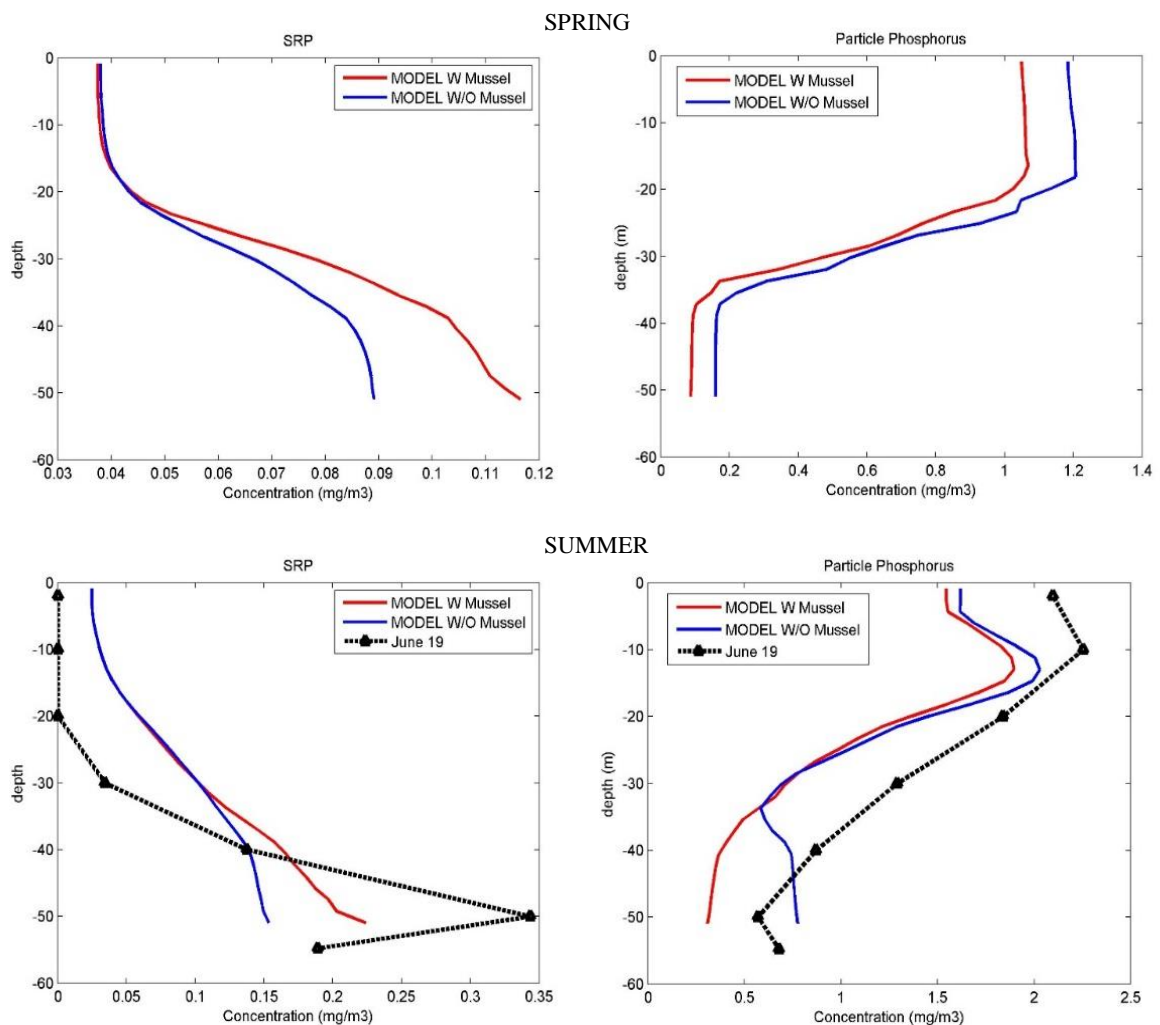 SPRING
SRP
0
-10
-20
-30
-40
-50
-60
depth
MODEL W Mussel
MODEL W/O Mussel
0.03 0.04 0.05 0.06 0.07 0.08 0.09 0.1 0.11 0.12
Concentration (mg/m3)
Particle Phosphorus
0
-10
-20
-30
-40
-50
-60
depth (m)
MODEL W Mussel
MODEL W/O Mussel
0 0.2 0.4 0.6 0.8 1 1.2 1.4
Concentration (mg/m3)
SUMMER
SRP
0
-10
-20
-30
-40
-50
-60
depth
MODEL W Mussel
MODEL W/O Mussel
June 19
0 0.05 0.1 0.15 0.2 0.25 0.3 0.35
Concentration (mg/m3)
Particle Phosphorus
0
-10
-20
-30
-40
-50
-60
depth (m)
MODEL W Mussel
MODEL W/O Mussel
June 19
0 0.5 1 1.5 2 2.5
Concentration (mg/m3)